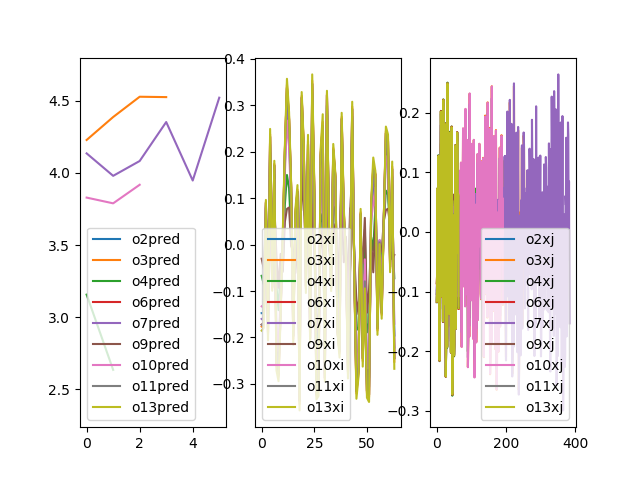 4.5
4.0
3.5
3.0
2.5
0 2 4
o2pred
o3pred
o4pred
o6pred
o7pred
o9pred
o10pred
o11pred
o13pred
0.4
0.3
0.2
0.1
0.0
−0.1
−0.2
−0.3
0 25 50
o2xi
o3xi
o4xi
o6xi
o7xi
o9xi
o10xi
o11xi
o13xi
0.2
0.1
0.0
−0.1
−0.2
−0.3
0 200 400
o2xj
o3xj
o4xj
o6xj
o7xj
o9xj
o10xj
o11xj
o13xj